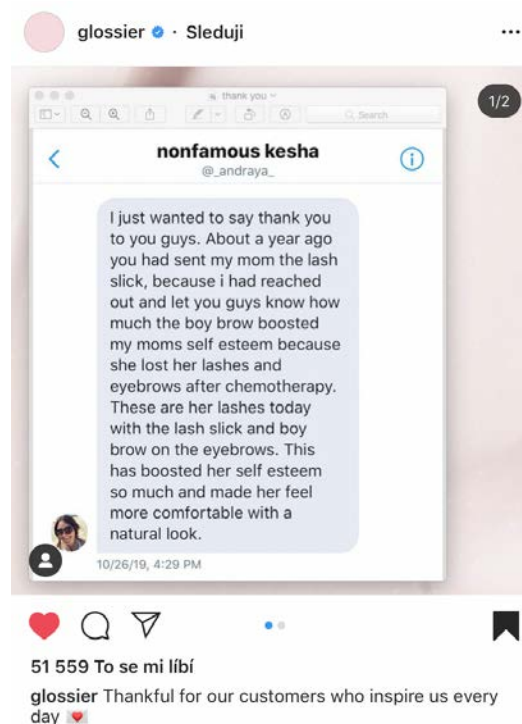 glossier · Sleduji
1/2
thank you
Search
nonfamous kesha
@_andraya_
I just wanted to say thank you
to you guys. About a year ago
you had sent my mom the lash
slick, because i had reached
out and let you guys know how
much the boy brow boosted
my moms self esteem because
she lost her lashes and
eyebrows after chemotherapy.
These are her lashes today
with the lash slick and boy
brow on the eyebrows. This
has boosted her self esteem
so much and made her feel
more comfortable with a
natural look.
10/26/19, 4:29 PM
51 559 To se mi líbí
glossier Thankful for our customers who inspire us every
day 💌